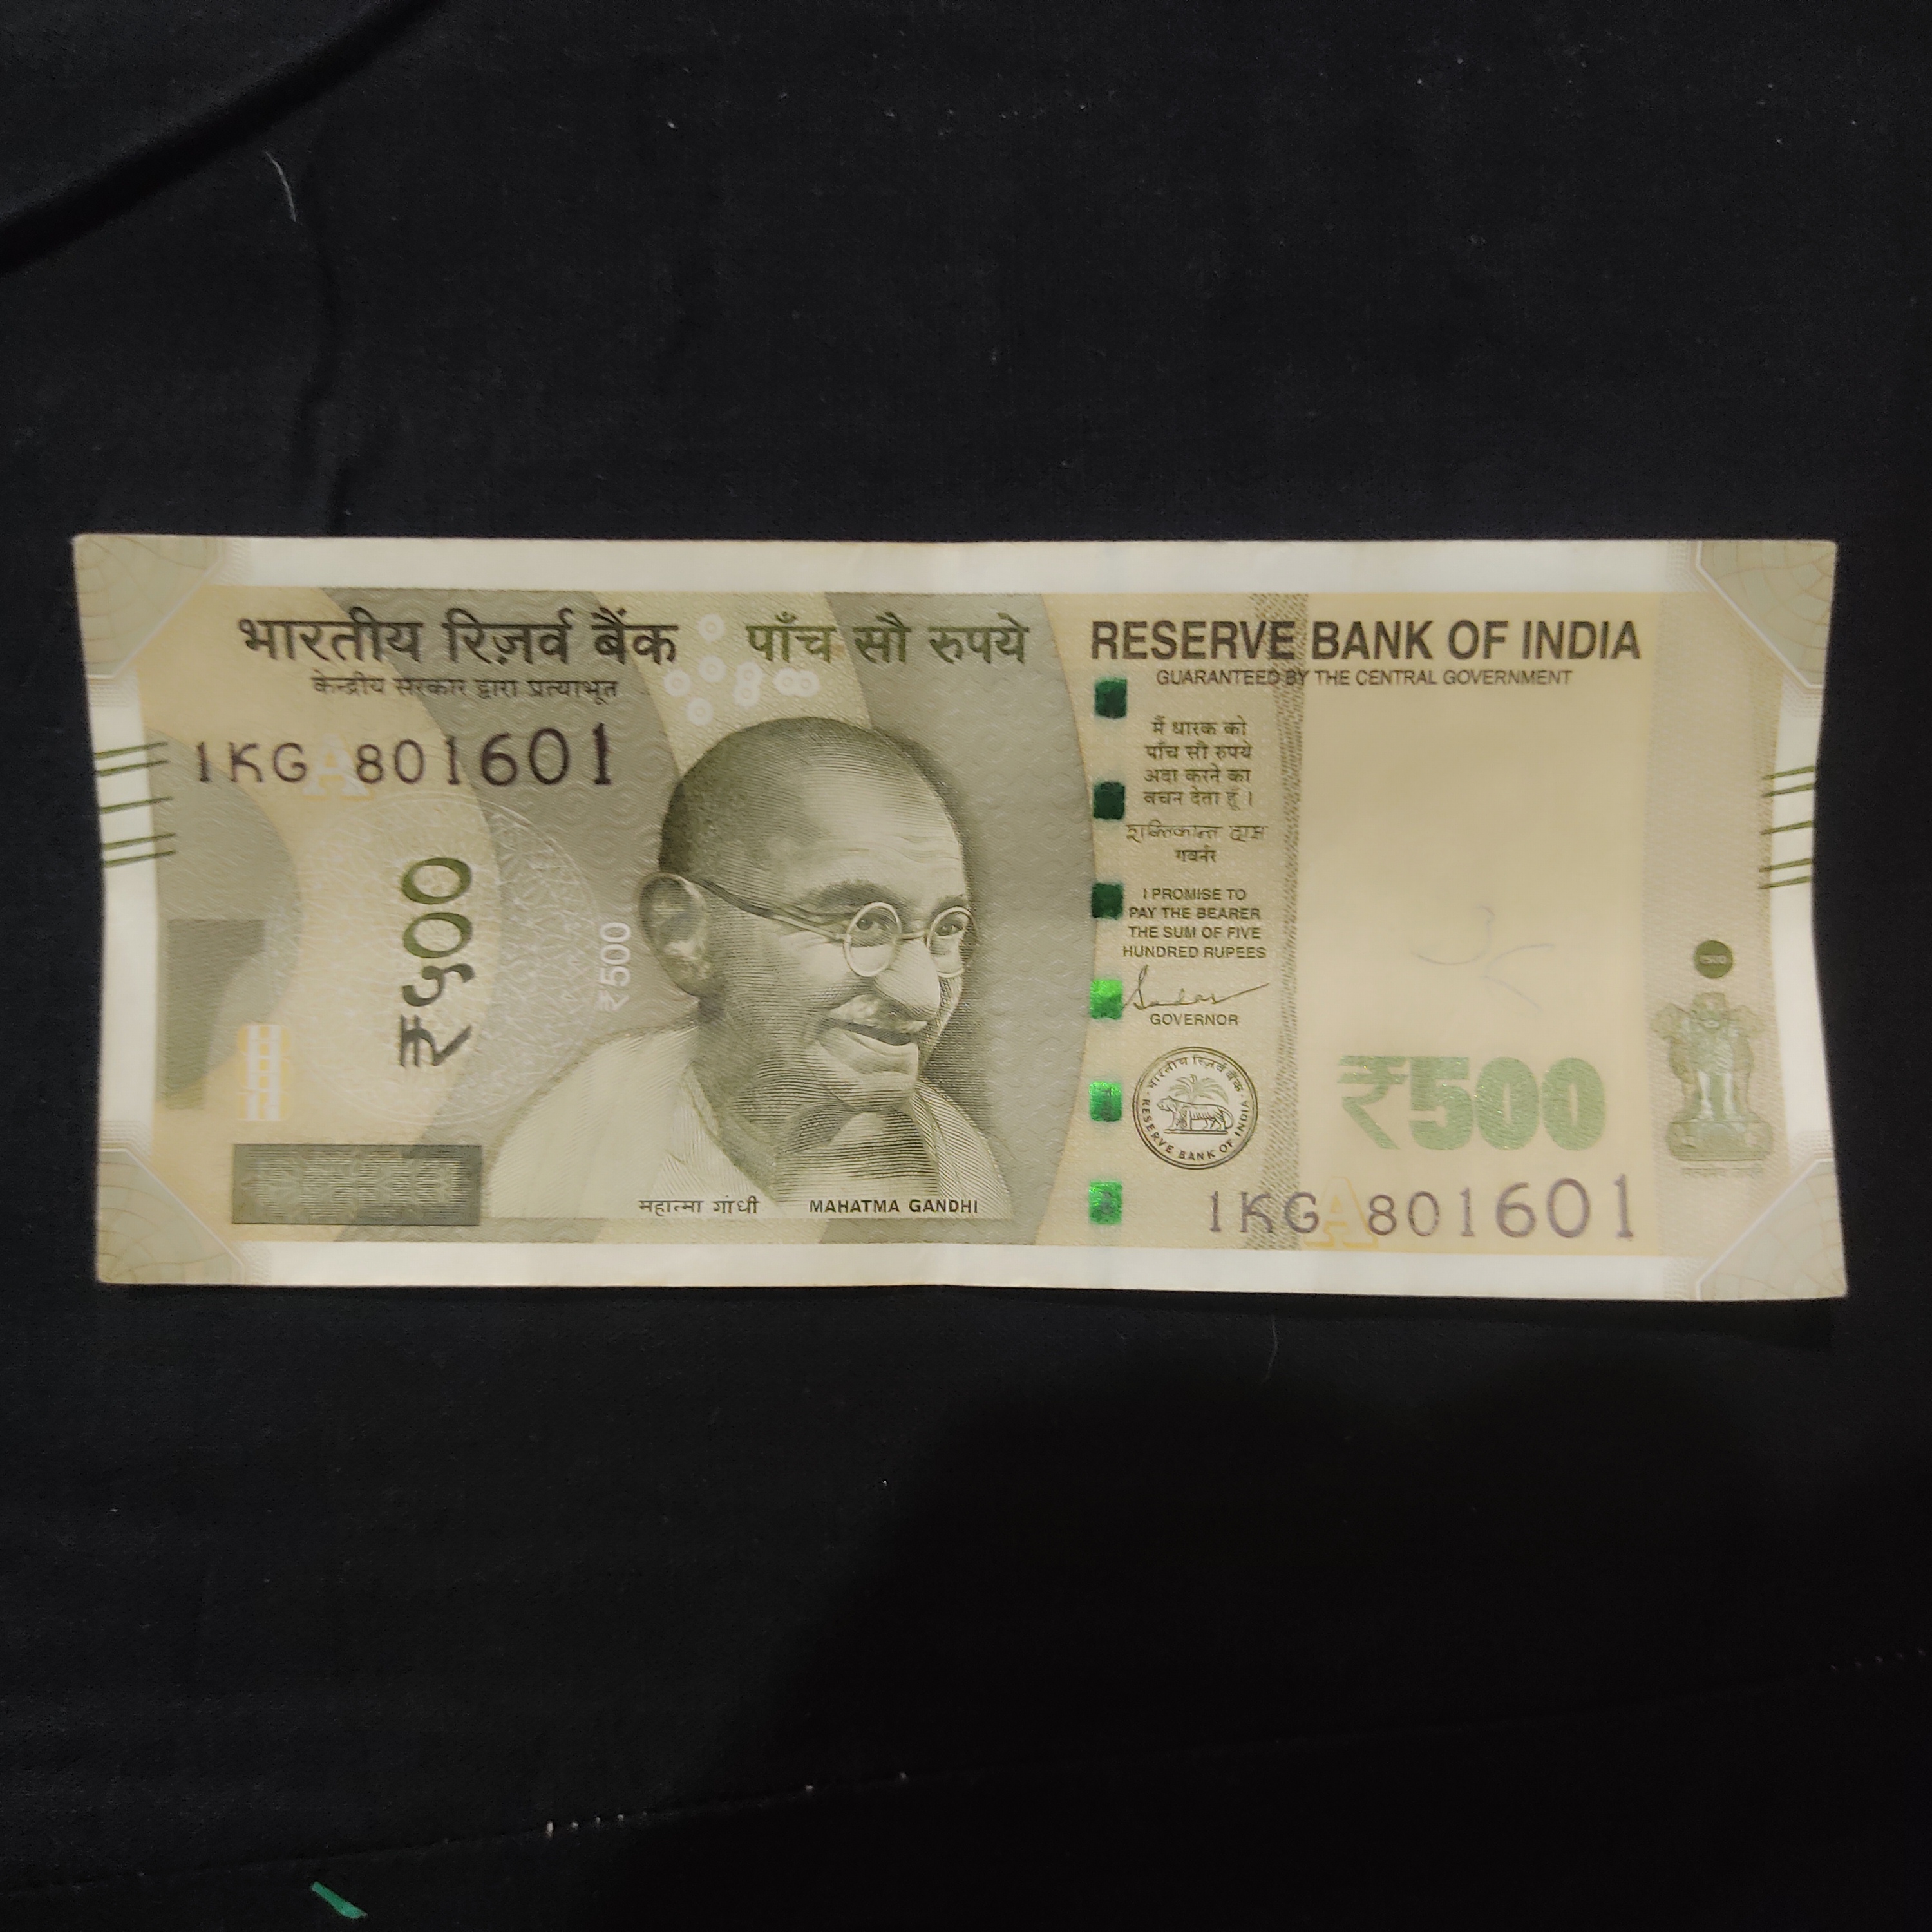 भारतीय रिज़र्व बैंक
केन्द्रीय सरकार द्वारा प्रत्याभूत
1KG 801601
₹५००
₹500
पाँच सौ रुपये
महात्मा गांधी
MAHATMA GANDHI
RESERVE BANK OF INDIA
GUARANTEED BY THE CENTRAL GOVERNMENT
मैं धारक को
पाँच सौ रुपये
अदा करने का
वचन देता हूँ।
शक्तिकान्त दास
गवर्नर
I PROMISE TO
PAY THE BEARER
THE SUM OF FIVE
HUNDRED RUPEES
GOVERNOR
भारतीय रिज़र्व बैंक
RESERVE BANK OF INDIA
₹500
₹500
1KG 801601